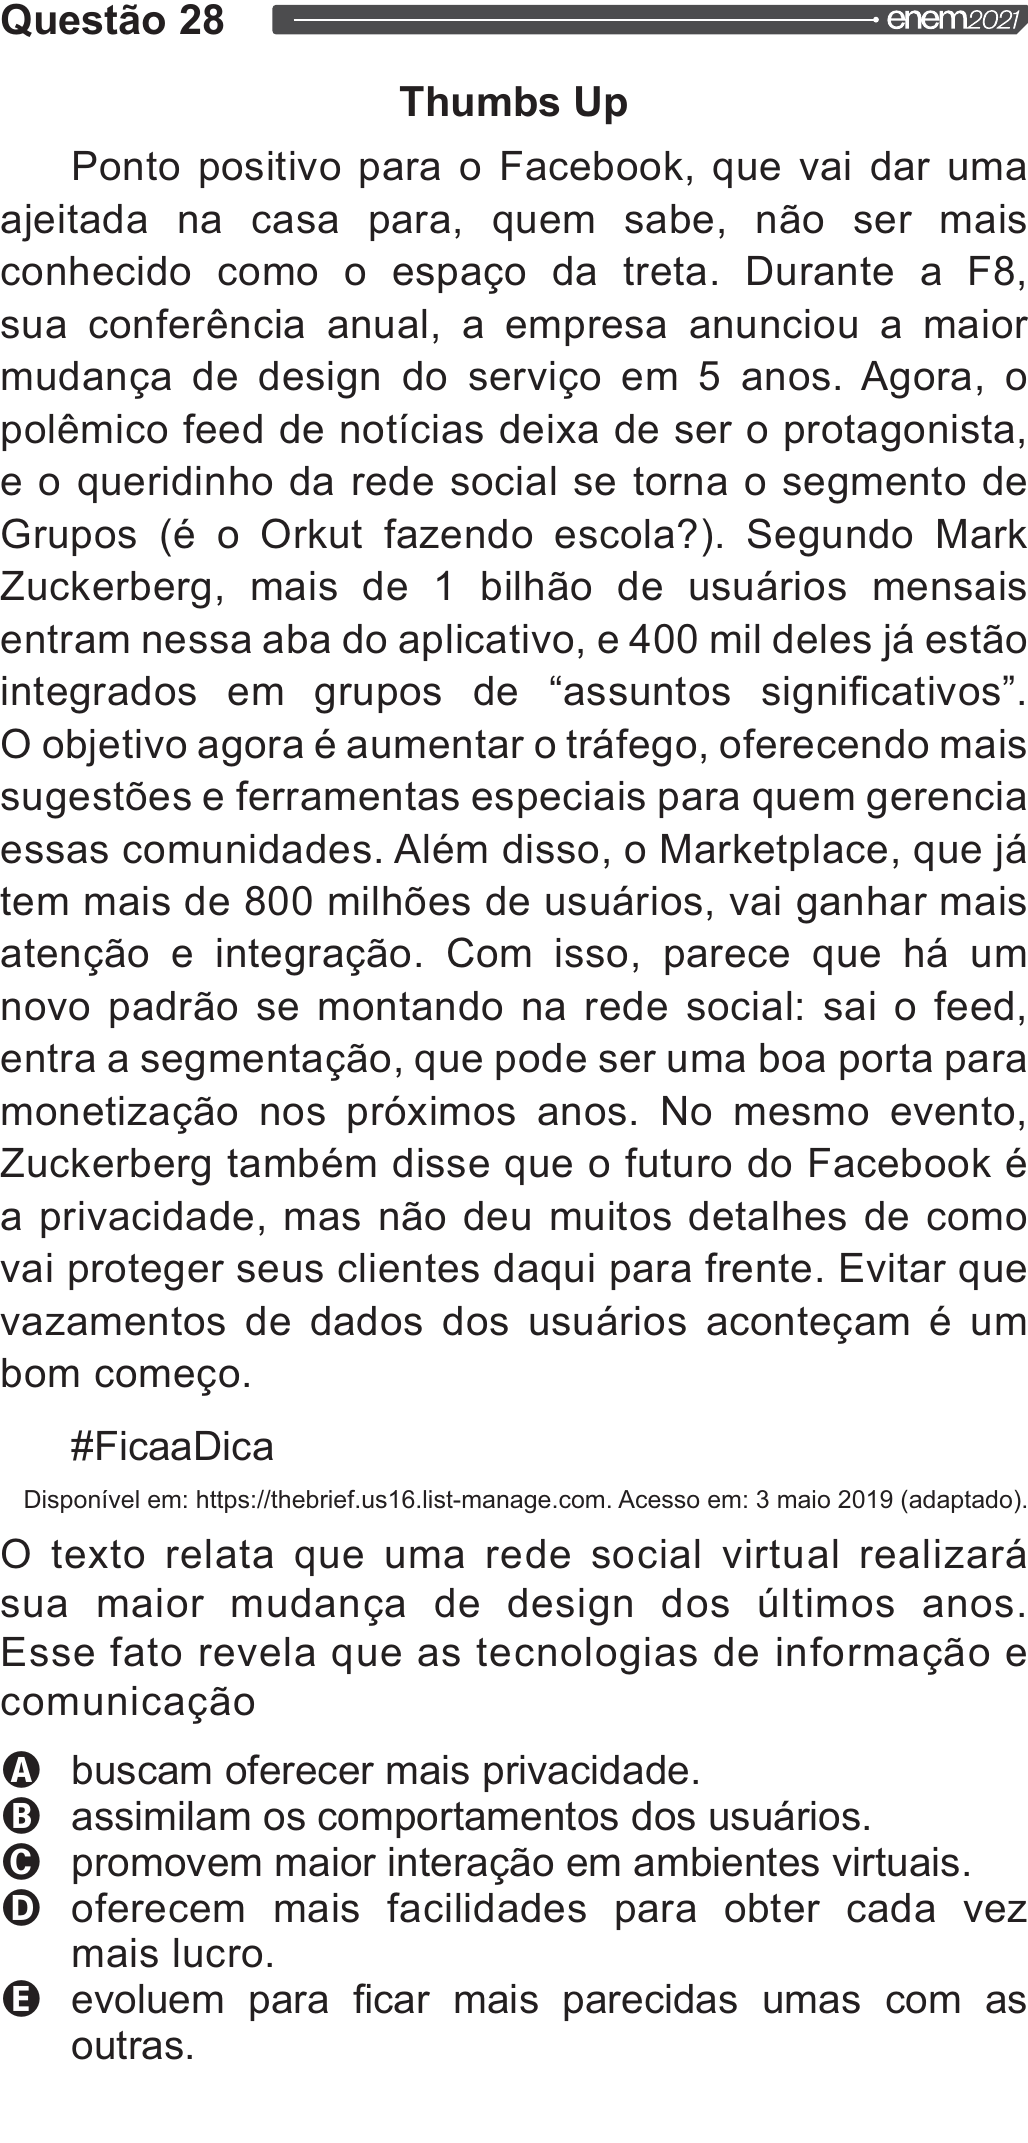 Questão 28
enem2021
Thumbs Up
Ponto positivo para o Facebook, que vai dar uma
ajeitada na casa para, quem sabe, não ser mais
conhecido como o espaço da treta. Durante a F8,
sua conferência anual, a empresa anunciou a maior
mudança de design do serviço em 5 anos. Agora, o
polêmico feed de notícias deixa de ser o protagonista,
e o queridinho da rede social se torna o segmento de
Grupos (é o Orkut fazendo escola?). Segundo Mark
Zuckerberg, mais de 1 bilhão de usuários mensais
entram nessa aba do aplicativo, e 400 mil deles já estão
integrados em grupos de “assuntos significativos”.
O objetivo agora é aumentar o tráfego, oferecendo mais
sugestões e ferramentas especiais para quem gerencia
essas comunidades. Além disso, o Marketplace, que já
tem mais de 800 milhões de usuários, vai ganhar mais
atenção e integração. Com isso, parece que há um
novo padrão se montando na rede social: sai o feed,
entra a segmentação, que pode ser uma boa porta para
monetização nos próximos anos. No mesmo evento,
Zuckerberg também disse que o futuro do Facebook é
a privacidade, mas não deu muitos detalhes de como
vai proteger seus clientes daqui para frente. Evitar que
vazamentos de dados dos usuários aconteçam é um
bom começo.
#FicaaDica
Disponível em: https://thebrief.us16.list-manage.com. Acesso em: 3 maio 2019 (adaptado).
O texto relata que uma rede social virtual realizará
sua maior mudança de design dos últimos anos.
Esse fato revela que as tecnologias de informação e
comunicação
A buscam oferecer mais privacidade.
B assimilam os comportamentos dos usuários.
C promovem maior interação em ambientes virtuais.
D oferecem mais facilidades para obter cada vez
mais lucro.
E evoluem para ficar mais parecidas umas com as
outras.